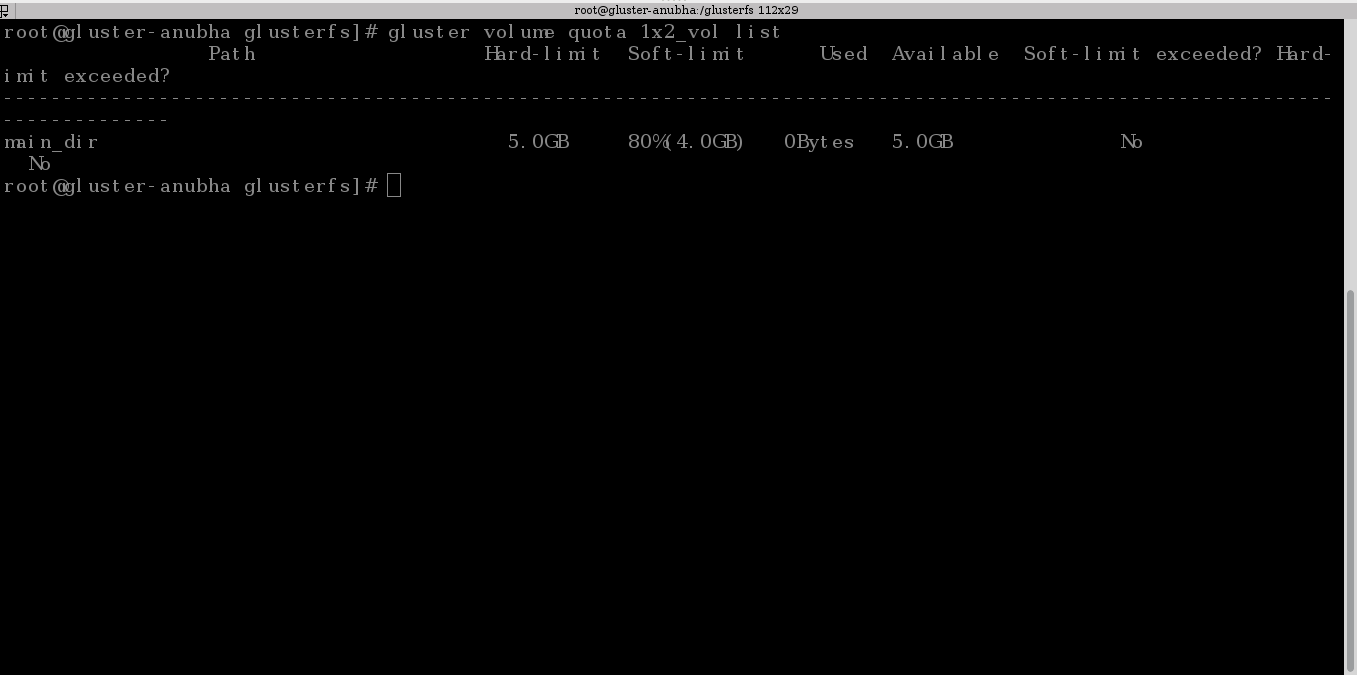 root@gluster-anubha:/glusterfs 112x29
root@gluster-anubha glusterfs]# gluster volume quota 1x2_vol list
Path Hard-limit Soft-limit Used Available Soft-limit exceeded? Hard-
imit exceeded?
----------------------------------------------------------------------------------------------------------------
--------------
main_dir 5.0GB 80%(4.0GB) 0Bytes 5.0GB No
No
root@gluster-anubha glusterfs]#